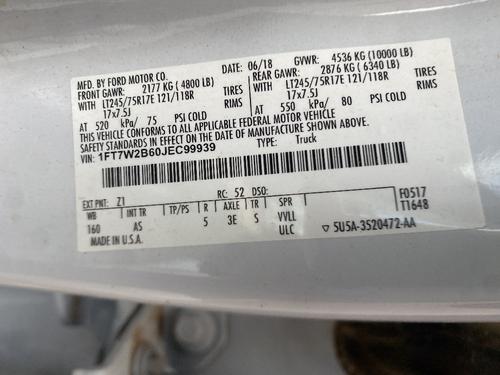 MFD. BY FORD MOTOR CO.
06/18 GVWR: 4536 KG (10000 LB)
FRONT GAWR: 2177 KG (4800 LB) REAR GAWR: 2876 KG (6340 LB)
WITH LT245/75R17E 121/118R TIRES WITH LT245/75R17E 121/118R TIRES
17x7.5J RIMS 17x7.5J RIMS
AT 520 kPa/ 75 PSI COLD AT 550 kPa/ 80 PSI COLD
THIS VEHICLE CONFORMS TO ALL APPLICABLE FEDERAL MOTOR VEHICLE
SAFETY STANDARDS IN EFFECT ON THE DATE OF MANUFACTURE SHOWN ABOVE.
VIN: 1FT7W2B60JEC99939 TYPE: Truck
EXT PNT: Z1 RC: 52 DSO:
WB INT TR TP/PS R AXLE TR SPR
160 AS 5 3E S VVLL
ULC
F0517
T1648
MADE IN U.S.A. ▽ 5U5A-3520472-AA